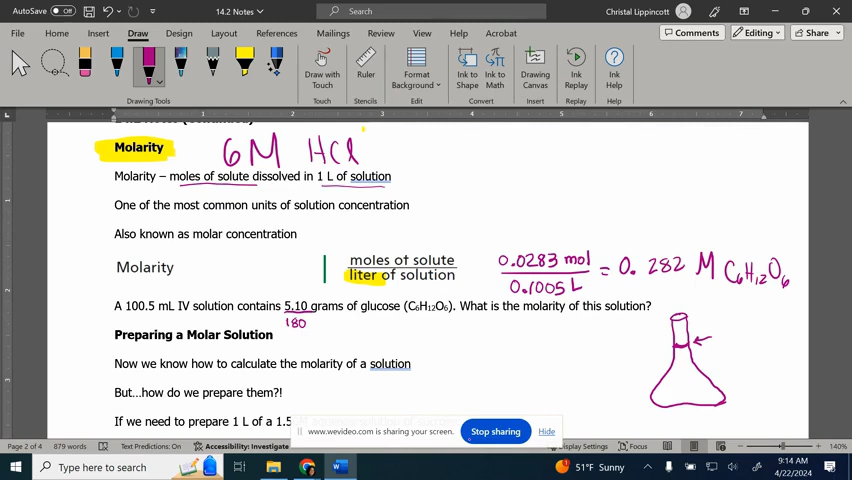 AutoSave Off 14.2 Notes Search Christal Lippincott
File Home Insert Draw Design Layout References Mailings Review View Help Acrobat Comments Editing Share
Draw with Touch Ruler Format Background Ink to Shape Ink to Math Drawing Canvas Ink Replay Ink Help
Drawing Tools Touch Stencils Edit Convert Insert Replay Help
1 2 3 4 5 6 7
Molarity 6M HCl
Molarity – moles of solute dissolved in 1 L of solution
One of the most common units of solution concentration
Also known as molar concentration
Molarity moles of solute
liter of solution
0.0283 mol
0.1005 L
= 0.282 M C6H12O6
A 100.5 mL IV solution contains 5.10 grams of glucose (C₆H₁₂O₆). What is the molarity of this solution?
180
Preparing a Molar Solution
Now we know how to calculate the molarity of a solution
But…how do we prepare them?!
If we need to prepare 1 L of a 1.5
www.wevideo.com is sharing your screen. Stop sharing Hide
Page 2 of 4 879 words Text Predictions: On Accessibility: Investigate Display Settings Focus 140%
Type here to search 51°F Sunny 9:14 AM
4/22/2024